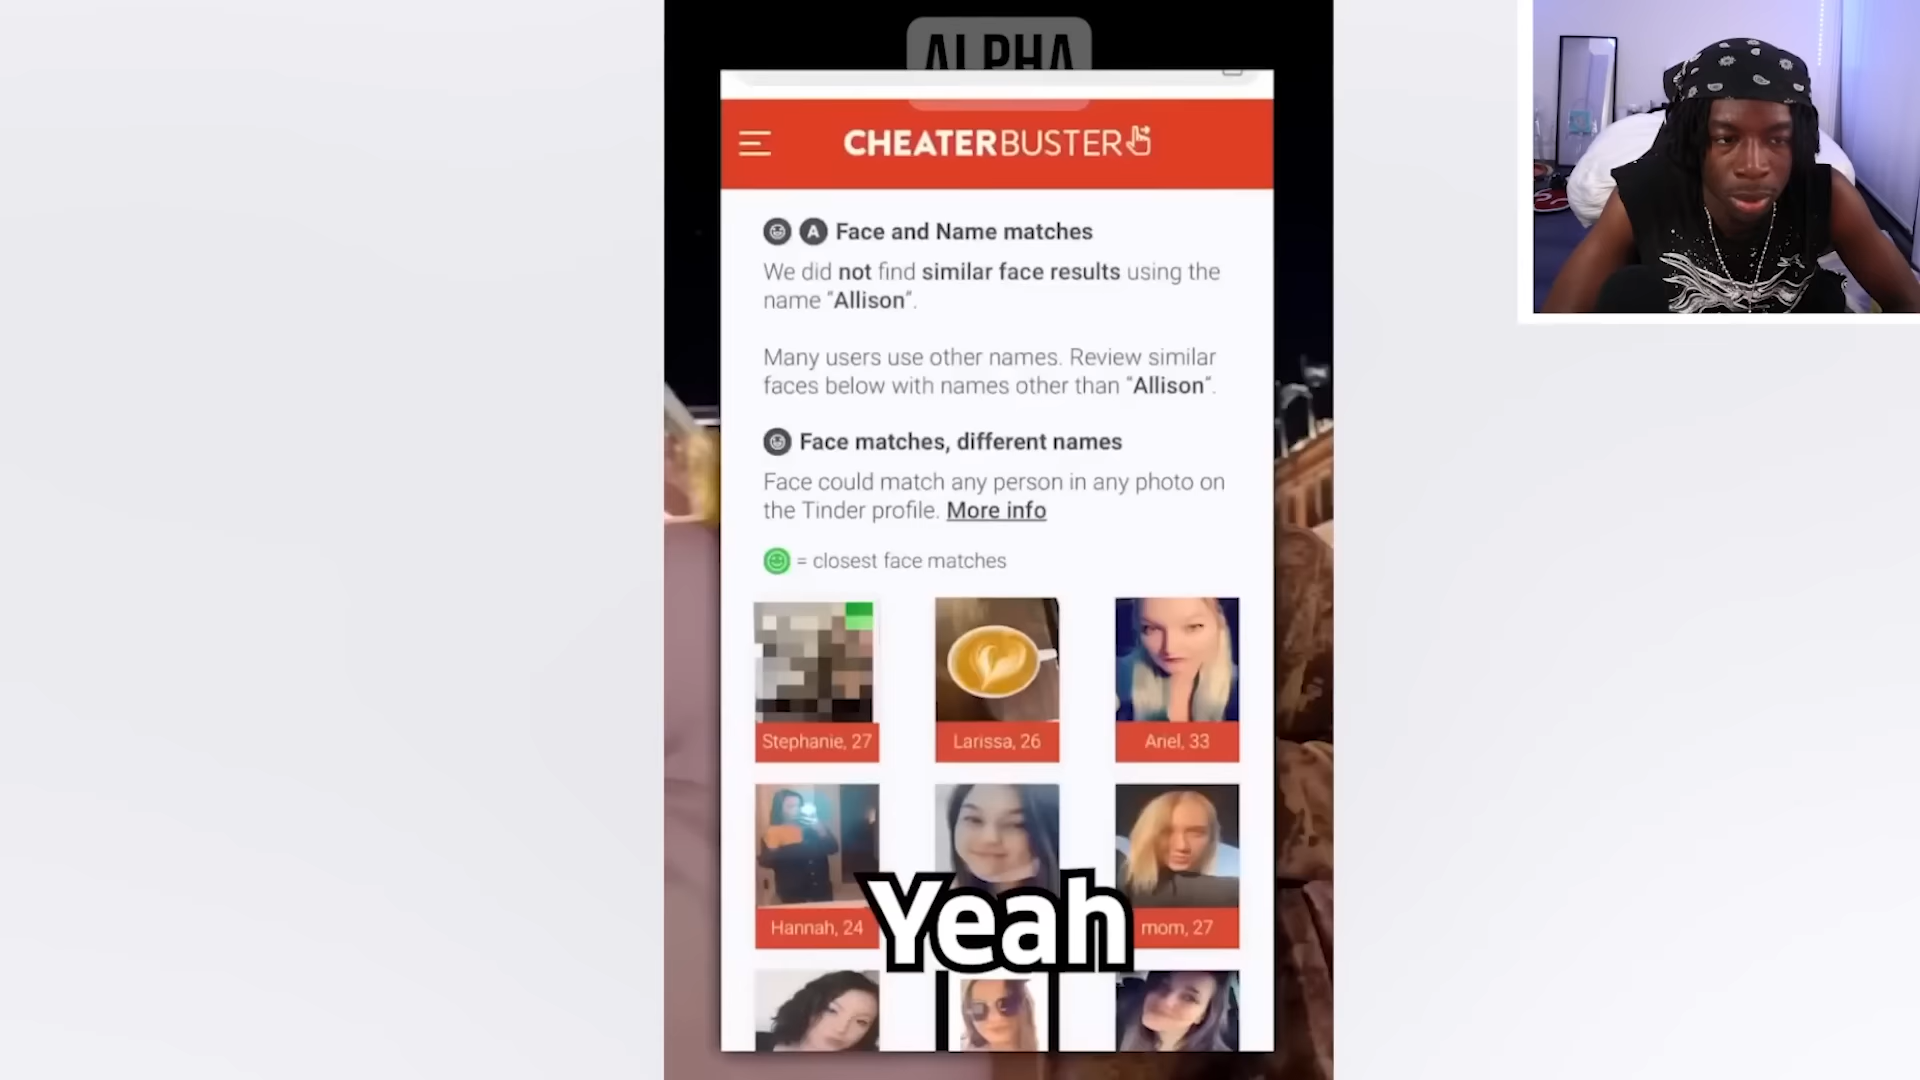 ALPHA
CHEATERBUSTER
A Face and Name matches
We did not find similar face results using the
name “Allison”.
Many users use other names. Review similar
faces below with names other than “Allison”.
Face matches, different names
Face could match any person in any photo on
the Tinder profile. More info
= closest face matches
Stephanie, 27
Larissa, 26
Ariel, 33
Hannah, 24
mom, 27
Yeah